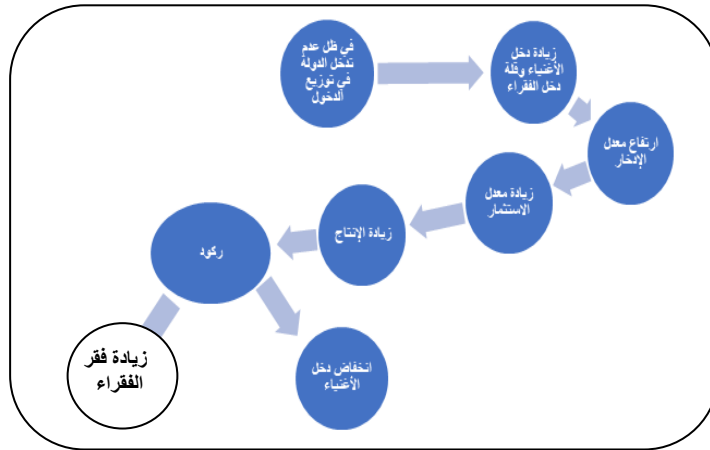 في ظل عدم
تدخل الدولة
في توزيع
الدخول
زيادة دخل
الأغنياء وقلة
دخل الفقراء
ارتفاع معدل
الإدخار
زيادة معدل
الاستثمار
زيادة الإنتاج
ركود
انخفاض دخل
الأغنياء
زيادة فقر
الفقراء